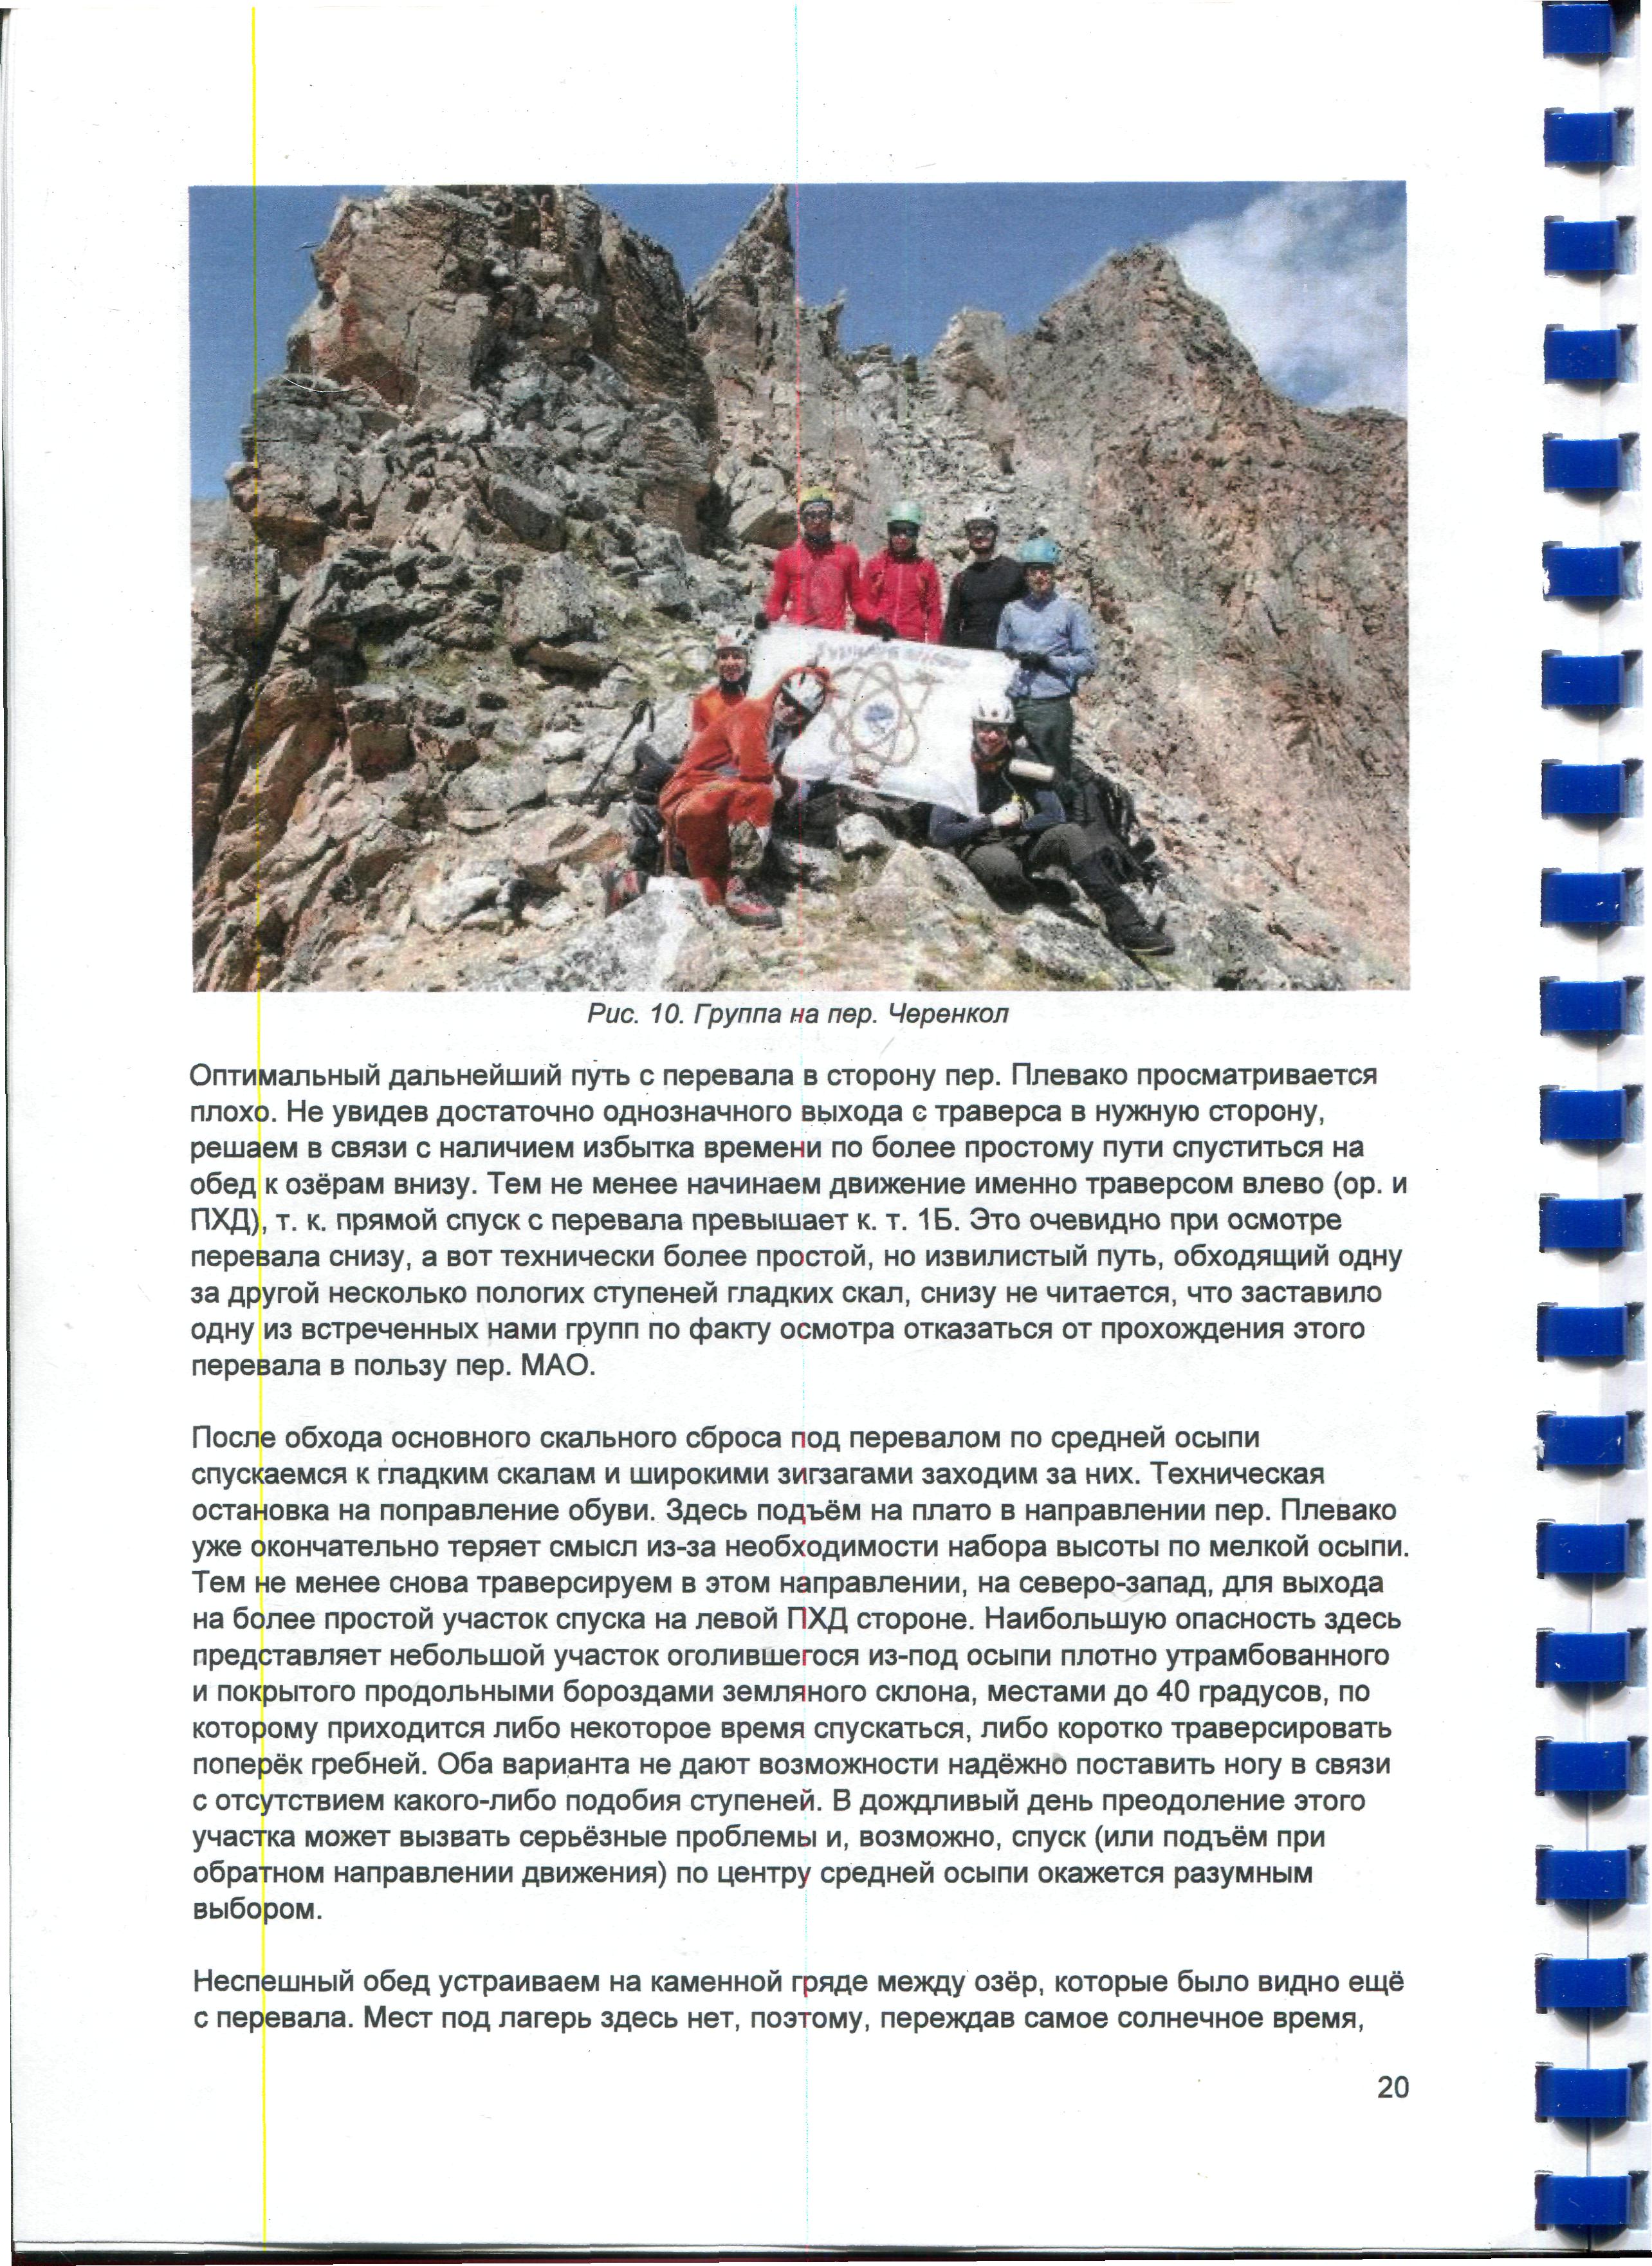 Рис. 10. Группа на пер. Черенкол
Оптимальный дальнейший путь с перевала в сторону пер. Плевако просматривается
плохо. Не увидев достаточно однозначного выхода с траверса в нужную сторону,
решаем в связи с наличием избытка времени по более простому пути спуститься на
обед к озёрам внизу. Тем не менее начинаем движение именно траверсом влево (ор. и
ПХД), т. к. прямой спуск с перевала превышает к. т. 1Б. Это очевидно при осмотре
перевала снизу, а вот технически более простой, но извилистый путь, обходящий одну
за другой несколько пологих ступеней гладких скал, снизу не читается, что заставило
одну из встреченных нами групп по факту осмотра отказаться от прохождения этого
перевала в пользу пер. МАО.
После обхода основного скального сброса под перевалом по средней осыпи
спускаемся к гладким скалам и широкими зигзагами заходим за них. Техническая
остановка на поправление обуви. Здесь подъём на плато в направлении пер. Плевако
уже окончательно теряет смысл из-за необходимости набора высоты по мелкой осыпи.
Тем не менее снова траверсируем в этом направлении, на северо-запад, для выхода
на более простой участок спуска на левой ПХД стороне. Наибольшую опасность здесь
представляет небольшой участок оголившегося из-под осыпи плотно утрамбованного
и покрытого продольными бороздами земляного склона, местами до 40 градусов, по
которому приходится либо некоторое время спускаться, либо коротко траверсировать
поперёк гребней. Оба варианта не дают возможности надёжно поставить ногу в связи
с отсутствием какого-либо подобия ступеней. В дождливый день преодоление этого
участка может вызвать серьёзные проблемы и, возможно, спуск (или подъём при
обратном направлении движения) по центру средней осыпи окажется разумным
выбором.
Неспешный обед устраиваем на каменной гряде между озёр, которые было видно ещё
с перевала. Мест под лагерь здесь нет, поэтому, переждав самое солнечное время,
20